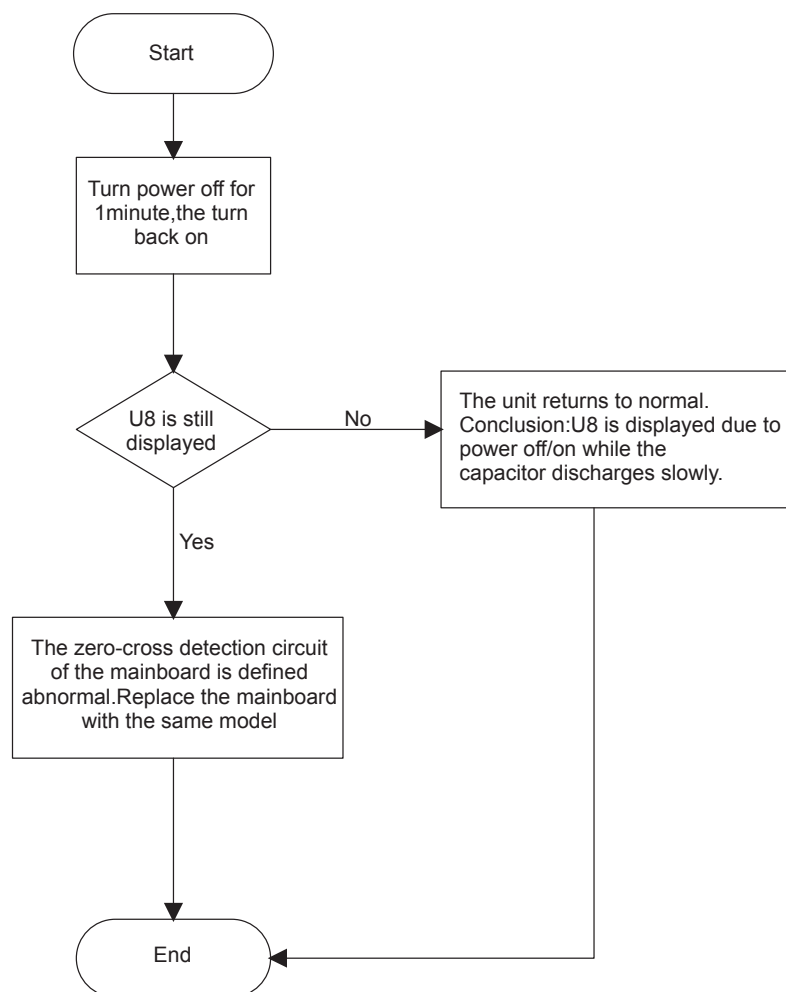 Start
Turn power off for
1minute,the turn
back on
U8 is still
displayed
No
The unit returns to normal.
Conclusion:U8 is displayed due to
power off/on while the
capacitor discharges slowly.
Yes
The zero-cross detection circuit
of the mainboard is defined
abnormal.Replace the mainboard
with the same model
End